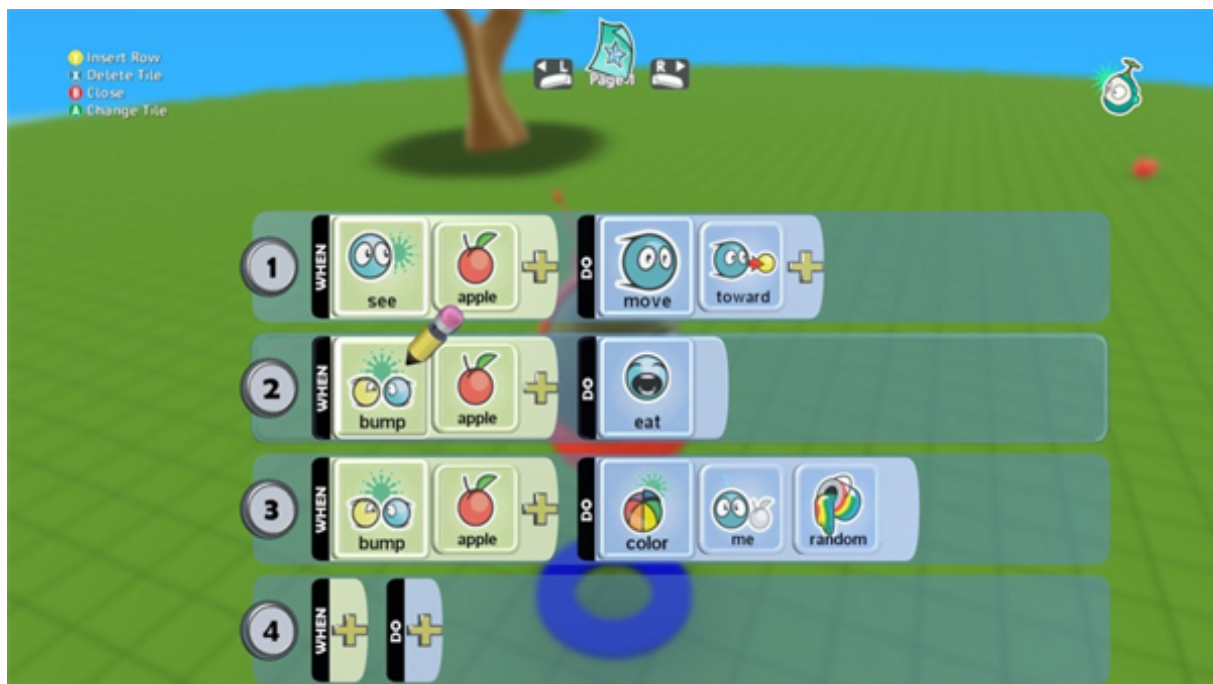 Y Insert Row
X Delete Tile
B Close
A Change Tile
L Page 1 R
1 WHEN see apple DO move toward
2 WHEN bump apple DO eat
3 WHEN bump apple DO color me random
4 WHEN DO